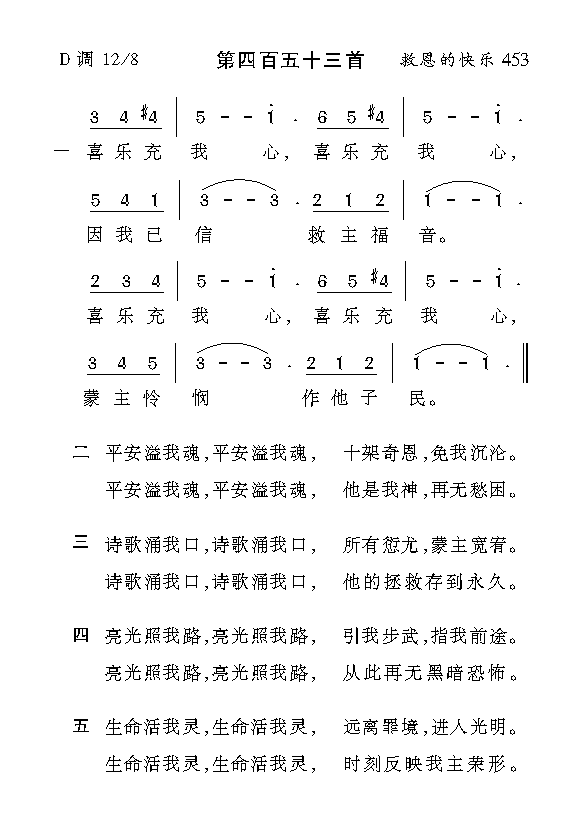 D调 12/8 第四百五十三首 救恩的快乐 453
3 4 #4 | 5 - - i · 6 5 #4 | 5 - - i ·
一 喜乐充 我 心, 喜乐充 我 心,
5 4 1 | 3 - - 3 · 2 1 2 | 1 - - 1 ·
因我已 信 救主福 音。
2 3 4 | 5 - - i · 6 5 #4 | 5 - - i ·
喜乐充 我 心, 喜乐充 我 心,
3 4 5 | 3 - - 3 · 2 1 2 | 1 - - 1 · ||
蒙主怜 悯 作他子 民。
二 平安溢我魂,平安溢我魂, 十架奇恩,免我沉沦。
平安溢我魂,平安溢我魂, 他是我神,再无愁困。
三 诗歌涌我口,诗歌涌我口, 所有愆尤,蒙主宽宥。
诗歌涌我口,诗歌涌我口, 他的拯救存到永久。
四 亮光照我路,亮光照我路, 引我步武,指我前途。
亮光照我路,亮光照我路, 从此再无黑暗恐怖。
五 生命活我灵,生命活我灵, 远离罪境,进入光明。
生命活我灵,生命活我灵, 时刻反映我主荣形。